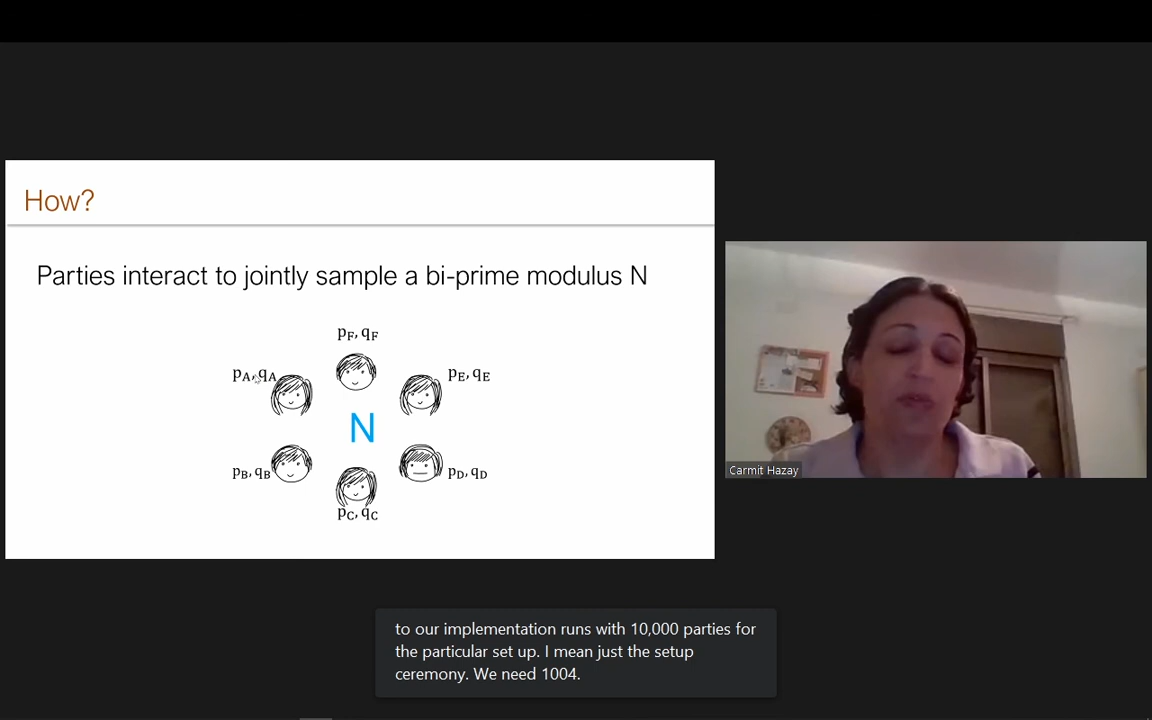 How?
Parties interact to jointly sample a bi-prime modulus N
pF, qF
pA, qA
pE, qE
N
pB, qB
pD, qD
pC, qC
Carmit Hazay
to our implementation runs with 10,000 parties for
the particular set up. I mean just the setup
ceremony. We need 1004.